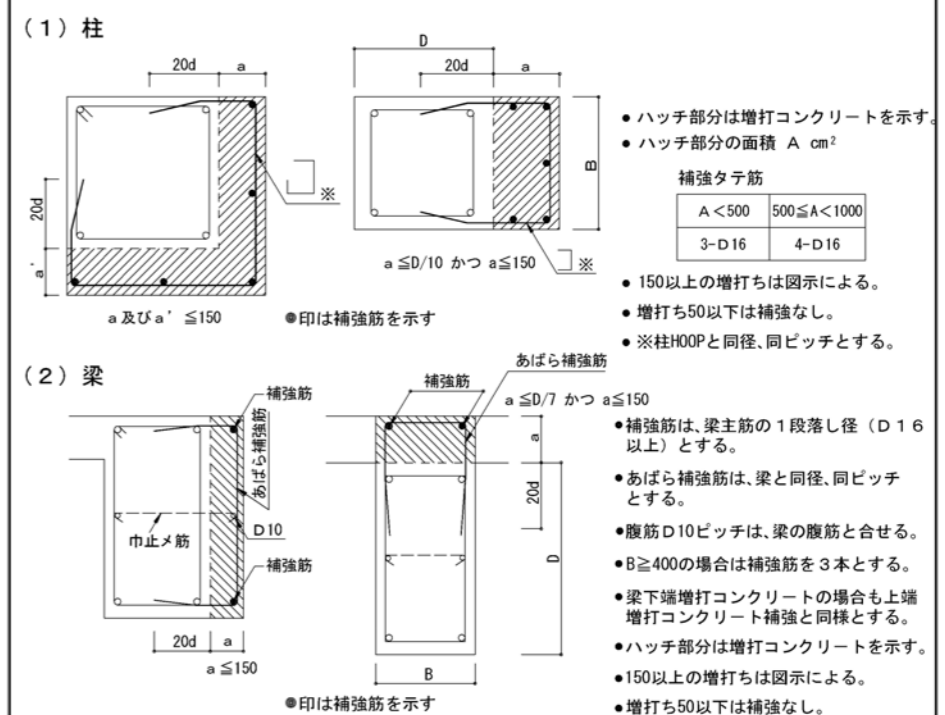 （１）柱
20d
a
20d
a'
※
a 及び a' ≦150
D
20d
a
B
a ≦D/10 かつ a≦150
※
●印は補強筋を示す
● ハッチ部分は増打コンクリートを示す。
● ハッチ部分の面積 A cm²
補強タテ筋
A＜500 500≦A＜1000
3-D16 4-D16
● 150以上の増打ちは図示による。
● 増打ち50以下は補強なし。
● ※柱HOOPと同径、同ピッチとする。
（２）梁
補強筋
あばら補強筋
D10
巾止メ筋
補強筋
20d
a
a ≦150
補強筋
あばら補強筋
a ≦D/7 かつ a≦150
a
20d
D
B
●印は補強筋を示す
●補強筋は、梁主筋の１段落し径（Ｄ１６
以上）とする。
●あばら補強筋は、梁と同径、同ピッチ
とする。
●腹筋Ｄ10ピッチは、梁の腹筋と合せる。
●B≧400の場合は補強筋を３本とする。
●梁下端増打コンクリートの場合も上端
増打コンクリート補強と同様とする。
●ハッチ部分は増打コンクリートを示す。
●150以上の増打ちは図示による。
●増打ち50以下は補強なし。